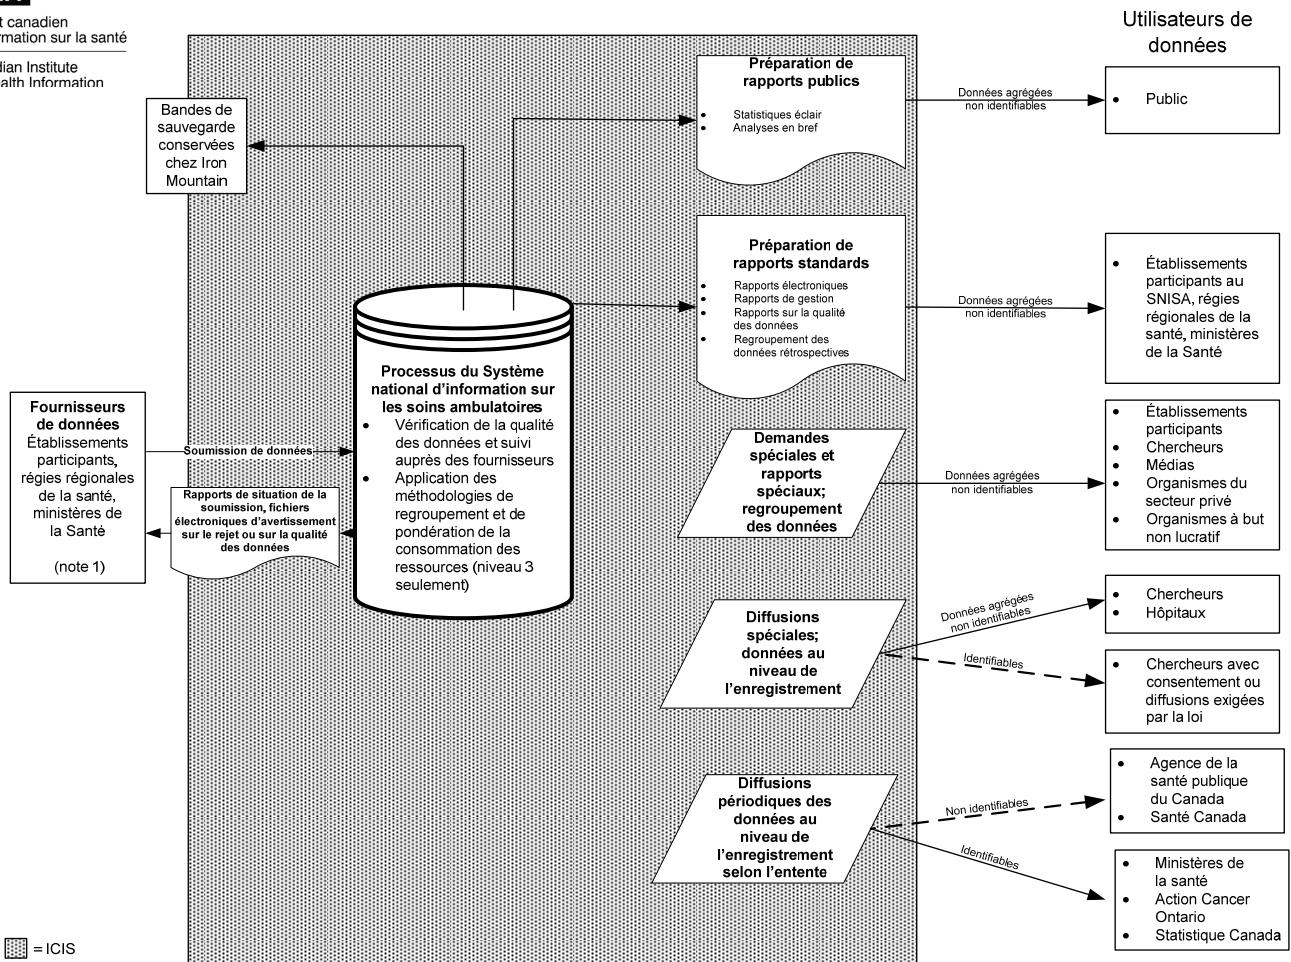 t canadien
rmation sur la santé
dian Institute
alth Information
Utilisateurs de
données
Bandes de
sauvegarde
conservées
chez Iron
Mountain
Préparation de
rapports publics
• Statistiques éclair
• Analyses en bref
Données agrégées
non identifiables
• Public
Préparation de
rapports standards
• Rapports électroniques
• Rapports de gestion
• Rapports sur la qualité
des données
• Regroupement des
données rétrospectives
Données agrégées
non identifiables
• Établissements
participants au
SNISA, régies
régionales de la
santé, ministères
de la Santé
Fournisseurs
de données
Établissements
participants,
régies régionales
de la santé,
ministères de
la Santé
(note 1)
Soumission de données
Rapports de situation de la
soumission, fichiers
électroniques d'avertissement
sur le rejet ou sur la qualité
des données
Processus du Système
national d'information sur
les soins ambulatoires
• Vérification de la qualité
des données et suivi
auprès des fournisseurs
• Application des
méthodologies de
regroupement et de
pondération de la
consommation des
ressources (niveau 3
seulement)
Demandes
spéciales et
rapports
spéciaux;
regroupement
des données
Données agrégées
non identifiables
• Établissements
participants
• Chercheurs
• Médias
• Organismes du
secteur privé
• Organismes à but
non lucratif
Diffusions
spéciales;
données au
niveau de
l'enregistrement
Données agrégées
non identifiables
• Chercheurs
• Hôpitaux
Identifiables
• Chercheurs avec
consentement ou
diffusions exigées
par la loi
Diffusions
périodiques des
données au
niveau de
l'enregistrement
selon l'entente
Non identifiables
• Agence de la
santé publique
du Canada
• Santé Canada
Identifiables
• Ministères de
la santé
• Action Cancer
Ontario
• Statistique Canada
= ICIS